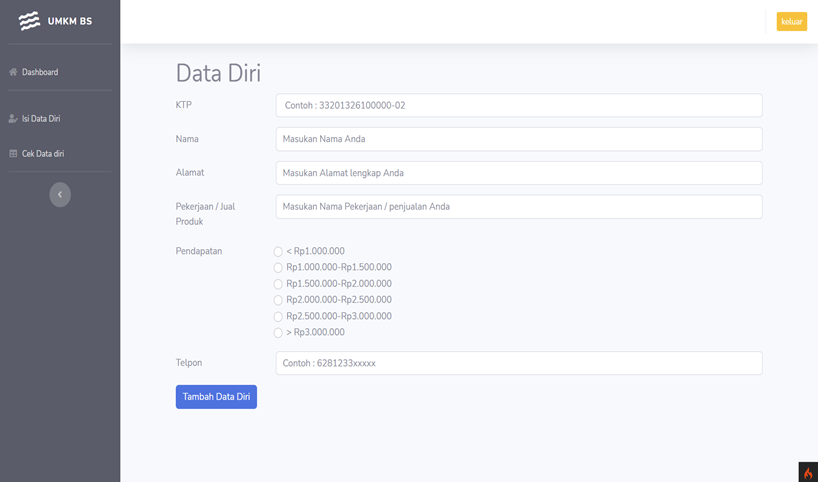 UMKM BS
keluar
Dashboard
Isi Data Diri
Cek Data diri
Data Diri
KTP
Contoh : 33201326100000-02
Nama
Masukan Nama Anda
Alamat
Masukan Alamat lengkap Anda
Pekerjaan / Jual
Produk
Masukan Nama Pekerjaan / penjualan Anda
Pendapatan
< Rp1.000.000
Rp1.000.000-Rp1.500.000
Rp1.500.000-Rp2.000.000
Rp2.000.000-Rp2.500.000
Rp2.500.000-Rp3.000.000
> Rp3.000.000
Telpon
Contoh : 6281233xxxxx
Tambah Data Diri